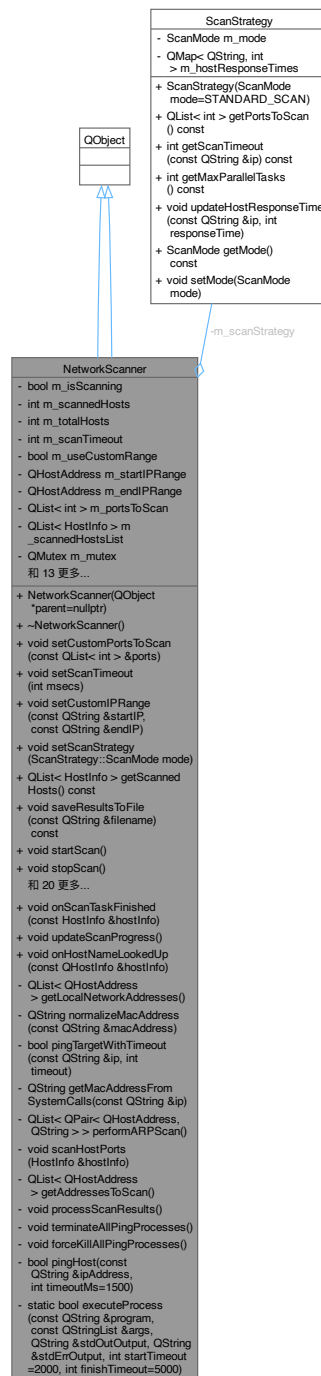 ScanStrategy
- ScanMode m_mode
- QMap< QString, int
> m_hostResponseTimes
+ ScanStrategy(ScanMode
mode=STANDARD_SCAN)
+ QList< int > getPortsToScan
() const
+ int getScanTimeout
(const QString &ip) const
+ int getMaxParallelTasks
() const
+ void updateHostResponseTime
(const QString &ip, int
responseTime)
+ ScanMode getMode()
const
+ void setMode(ScanMode
mode)
QObject
-m_scanStrategy
NetworkScanner
- bool m_isScanning
- int m_scannedHosts
- int m_totalHosts
- int m_scanTimeout
- bool m_useCustomRange
- QHostAddress m_startIPRange
- QHostAddress m_endIPRange
- QList< int > m_portsToScan
- QList< HostInfo > m
_scannedHostsList
- QMutex m_mutex
和 13 更多...
+ NetworkScanner(QObject
*parent=nullptr)
+ ~NetworkScanner()
+ void setCustomPortsToScan
(const QList< int > &ports)
+ void setScanTimeout
(int msecs)
+ void setCustomIPRange
(const QString &startIP,
const QString &endIP)
+ void setScanStrategy
(ScanStrategy::ScanMode mode)
+ QList< HostInfo > getScanned
Hosts() const
+ void saveResultsToFile
(const QString &filename)
const
+ void startScan()
+ void stopScan()
和 20 更多...
+ void onScanTaskFinished
(const HostInfo &hostInfo)
+ void updateScanProgress()
+ void onHostNameLookedUp
(const QHostInfo &hostInfo)
- QList< QHostAddress
> getLocalNetworkAddresses()
- QString normalizeMacAddress
(const QString &macAddress)
- bool pingTargetWithTimeout
(const QString &ip, int
timeout)
- QString getMacAddressFrom
SystemCalls(const QString &ip)
- QList< QPair< QHostAddress,
QString > > performARPScan()
- void scanHostPorts
(HostInfo &hostInfo)
- QList< QHostAddress
> getAddressesToScan()
- void processScanResults()
- void terminateAllPingProcesses()
- void forceKillAllPingProcesses()
- bool pingHost(const
QString &ipAddress,
int timeoutMs=1500)
- static bool executeProcess
(const QString &program,
const QStringList &args,
QString &stdOutOutput, QString
&stdErrOutput, int startTimeout
=2000, int finishTimeout=5000)